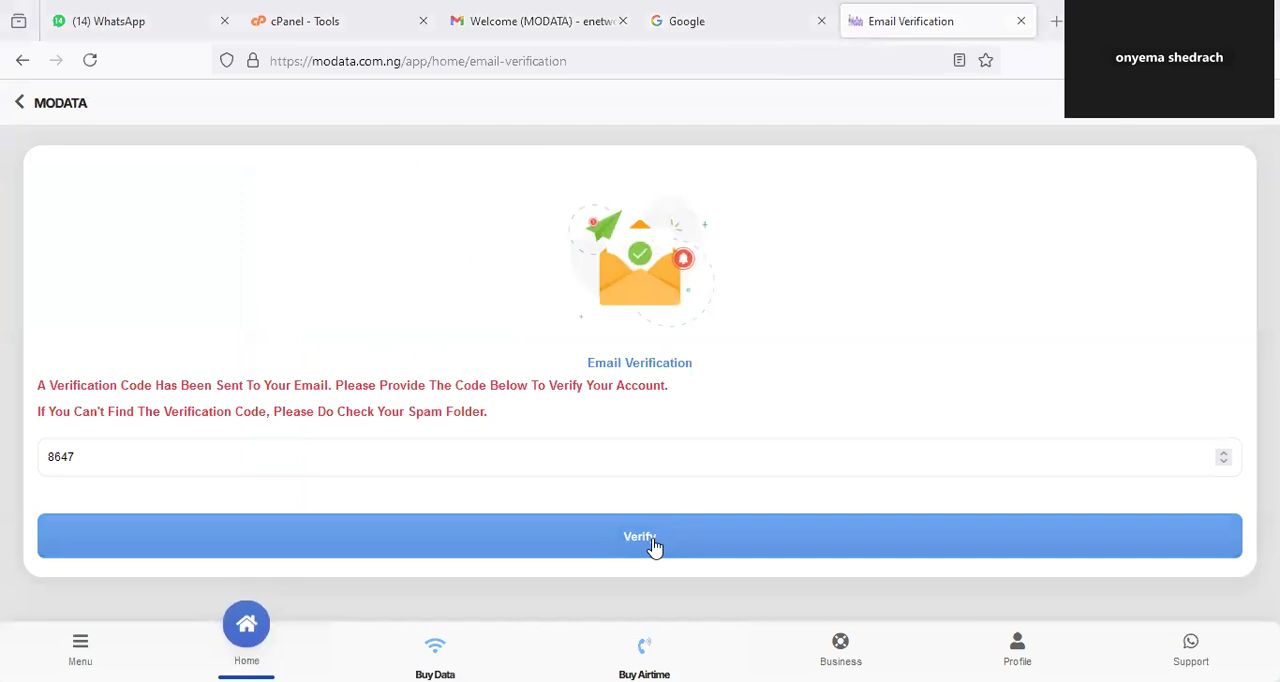 (14) WhatsApp
cPanel - Tools
Welcome (MODATA) - enetw
Google
Email Verification
https://modata.com.ng/app/home/email-verification
onyema shedrach
MODATA
Email Verification
A Verification Code Has Been Sent To Your Email. Please Provide The Code Below To Verify Your Account.
If You Can't Find The Verification Code, Please Do Check Your Spam Folder.
8647
Verify
Menu
Home
Buy Data
Buy Airtime
Business
Profile
Support